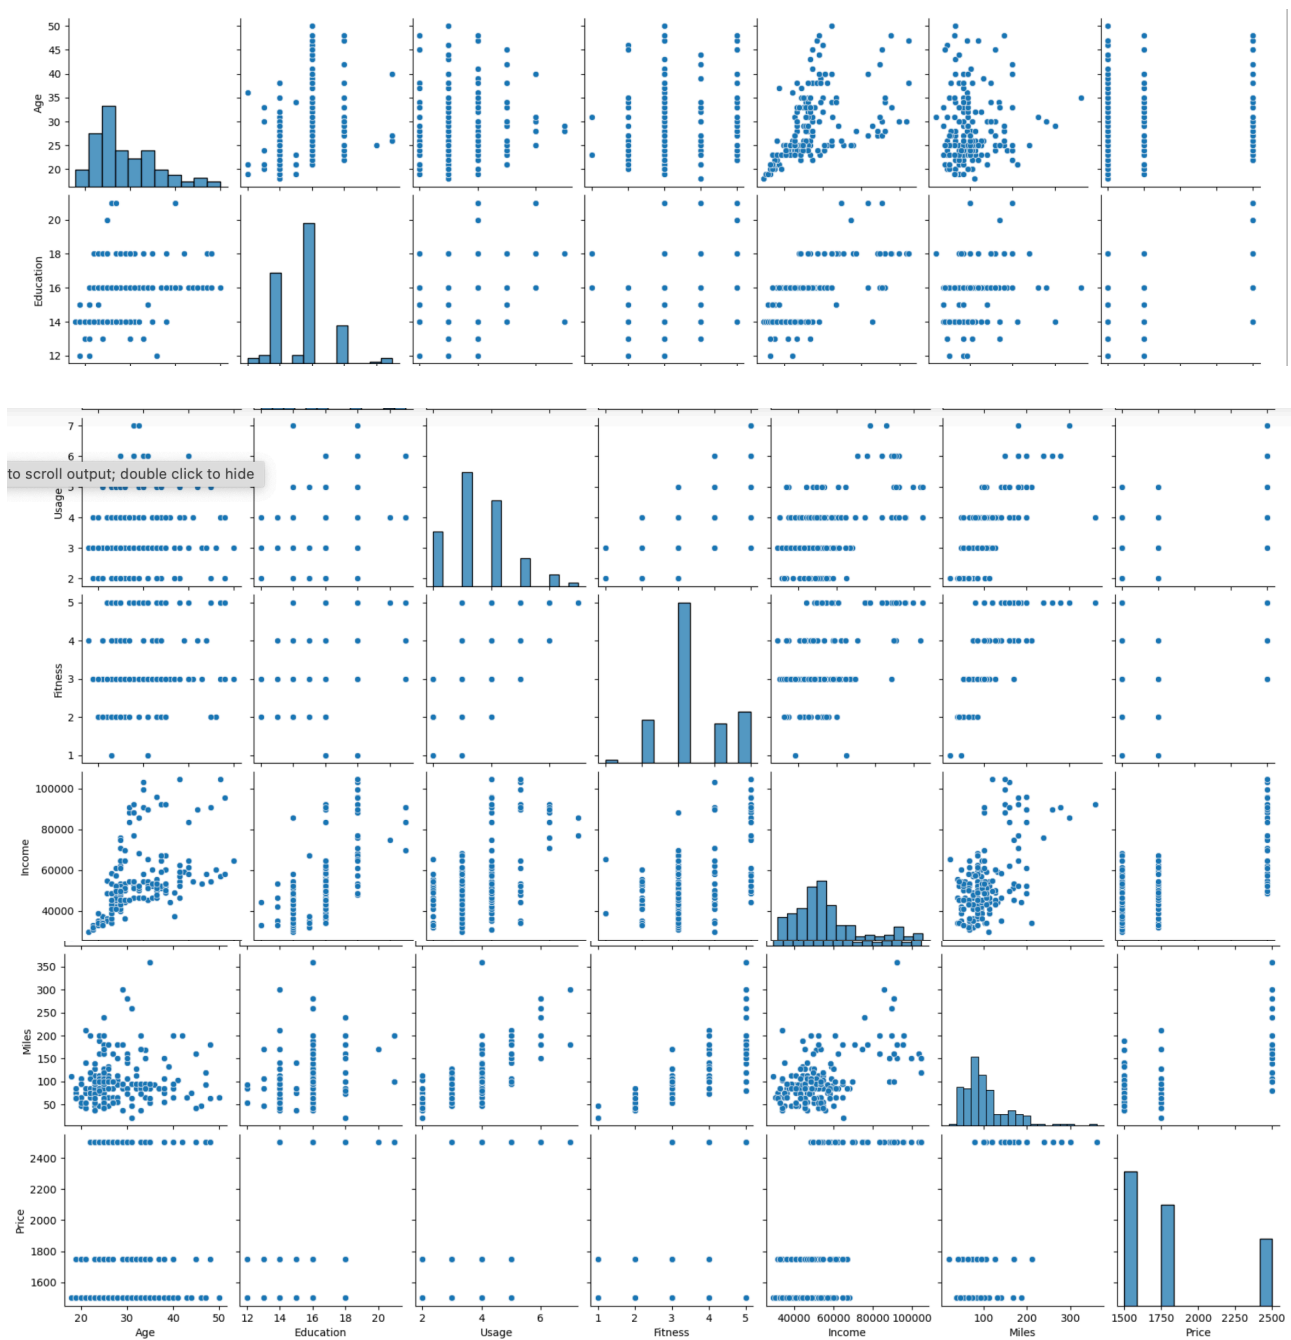 50
45
40
35
30
25
20
Age
20
18
16
14
12
Education
7
6
to scroll output; double click to hide
5
4
3
2
Usage
5
4
3
2
1
Fitness
100000
80000
60000
40000
Income
350
300
250
200
150
100
50
Miles
2400
2200
2000
1800
1600
Price
20 30 40 50
12 14 16 18 20
2 4 6
1 2 3 4 5
40000 60000 80000 100000
100 200 300
1500 1750 2000 2250 2500
Age Education Usage Fitness Income Miles Price